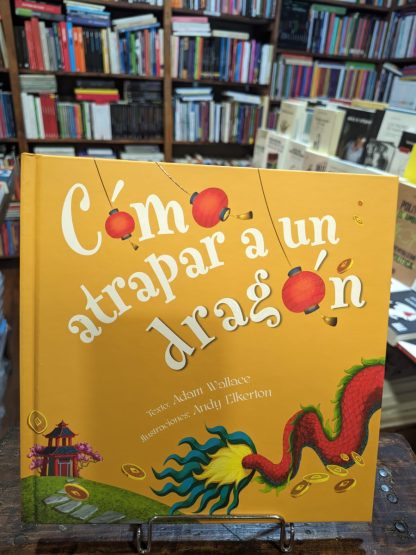 Cómo
atrapar a un
dragón
Texto: Adam Wallace
Ilustraciones: Andy Elkerton